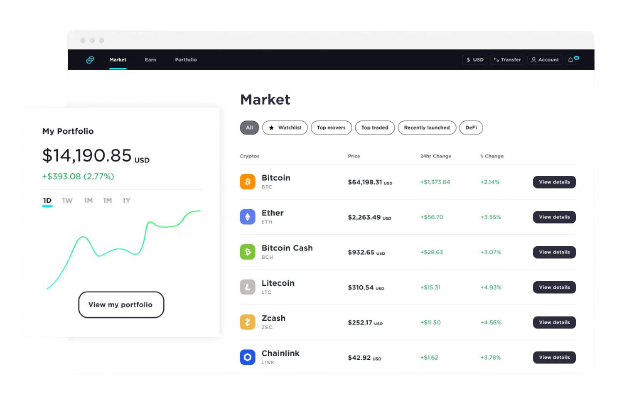 Market Earn Portfolio $ USD Transfer Account
My Portfolio
$14,190.85 USD
+$393.08 (2.77%)
1D 1W 1M 1M 1Y
View my portfolio
Market
All Watchlist Top movers Top traded Recently launched DeFi
Cryptos Price 24hr Change % Change
Bitcoin
BTC
$64,198.31 USD +$1,373.84 +2.14% View details
Ether
ETH
$2,263.49 USD +$56.70 +3.55% View details
Bitcoin Cash
BCH
$932.65 USD +$28.63 +3.07% View details
Litecoin
LTC
$310.54 USD +$15.31 +4.93% View details
Zcash
ZEC
$252.17 USD +$11.50 +4.56% View details
Chainlink
LINK
$42.92 USD +$1.62 +3.78% View details